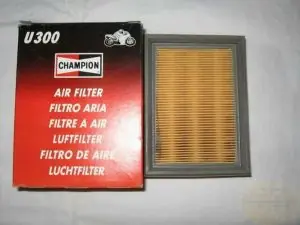 U300
CHAMPION
AIR FILTER
FILTRO ARIA
FILTRE A AIR
LUFTFILTER
FILTRO DE AIRE
LUCHTFILTER